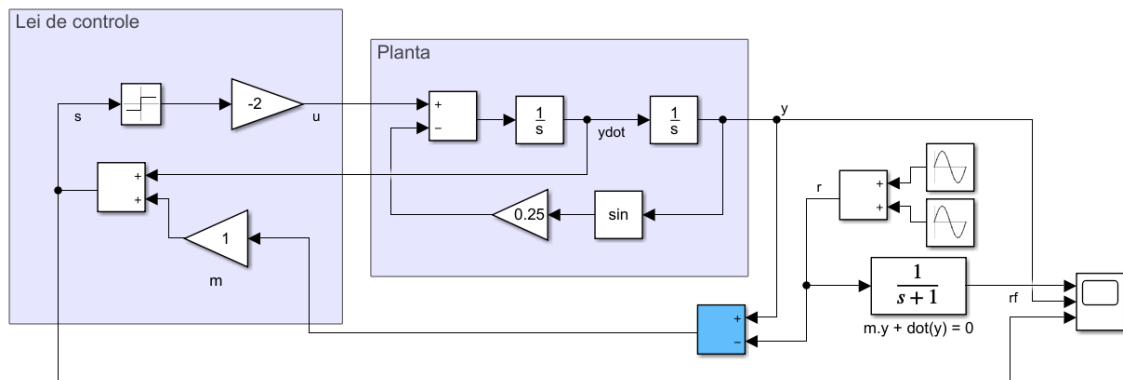 Lei de controle
s
-2
u
+
+
1
m
Planta
+
−
1
s
ydot
1
s
y
0.25
sin
r
+
+
1
s + 1
rf
m.y + dot(y) = 0
+
−